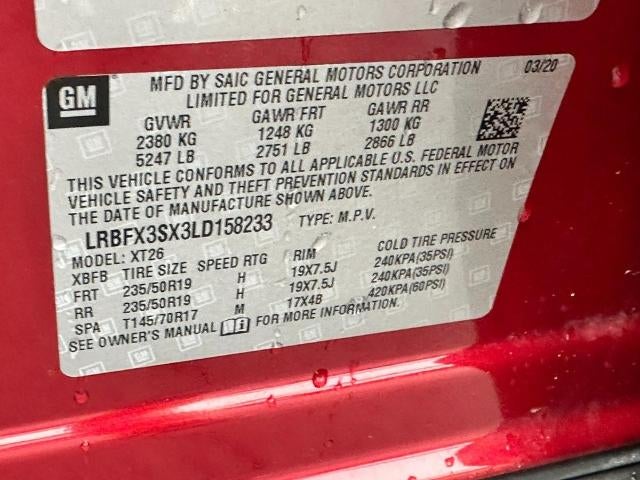 GM
MFD BY SAIC GENERAL MOTORS CORPORATION 03/20
LIMITED FOR GENERAL MOTORS LLC
GVWR GAWR FRT GAWR RR
2380 KG 1248 KG 1300 KG
5247 LB 2751 LB 2866 LB
THIS VEHICLE CONFORMS TO ALL APPLICABLE U.S. FEDERAL MOTOR
VEHICLE SAFETY AND THEFT PREVENTION STANDARDS IN EFFECT ON
THE DATE OF MANUFACTURE SHOWN ABOVE.
LRBFX3SX3LD158233 TYPE: M.P.V.
MODEL: XT26
XBFB TIRE SIZE SPEED RTG RIM COLD TIRE PRESSURE
FRT 235/50R19 H 19X7.5J 240KPA(35PSI)
RR 235/50R19 H 19X7.5J 240KPA(35PSI)
SPA T145/70R17 M 17X4B 420KPA(60PSI)
SEE OWNER'S MANUAL FOR MORE INFORMATION.